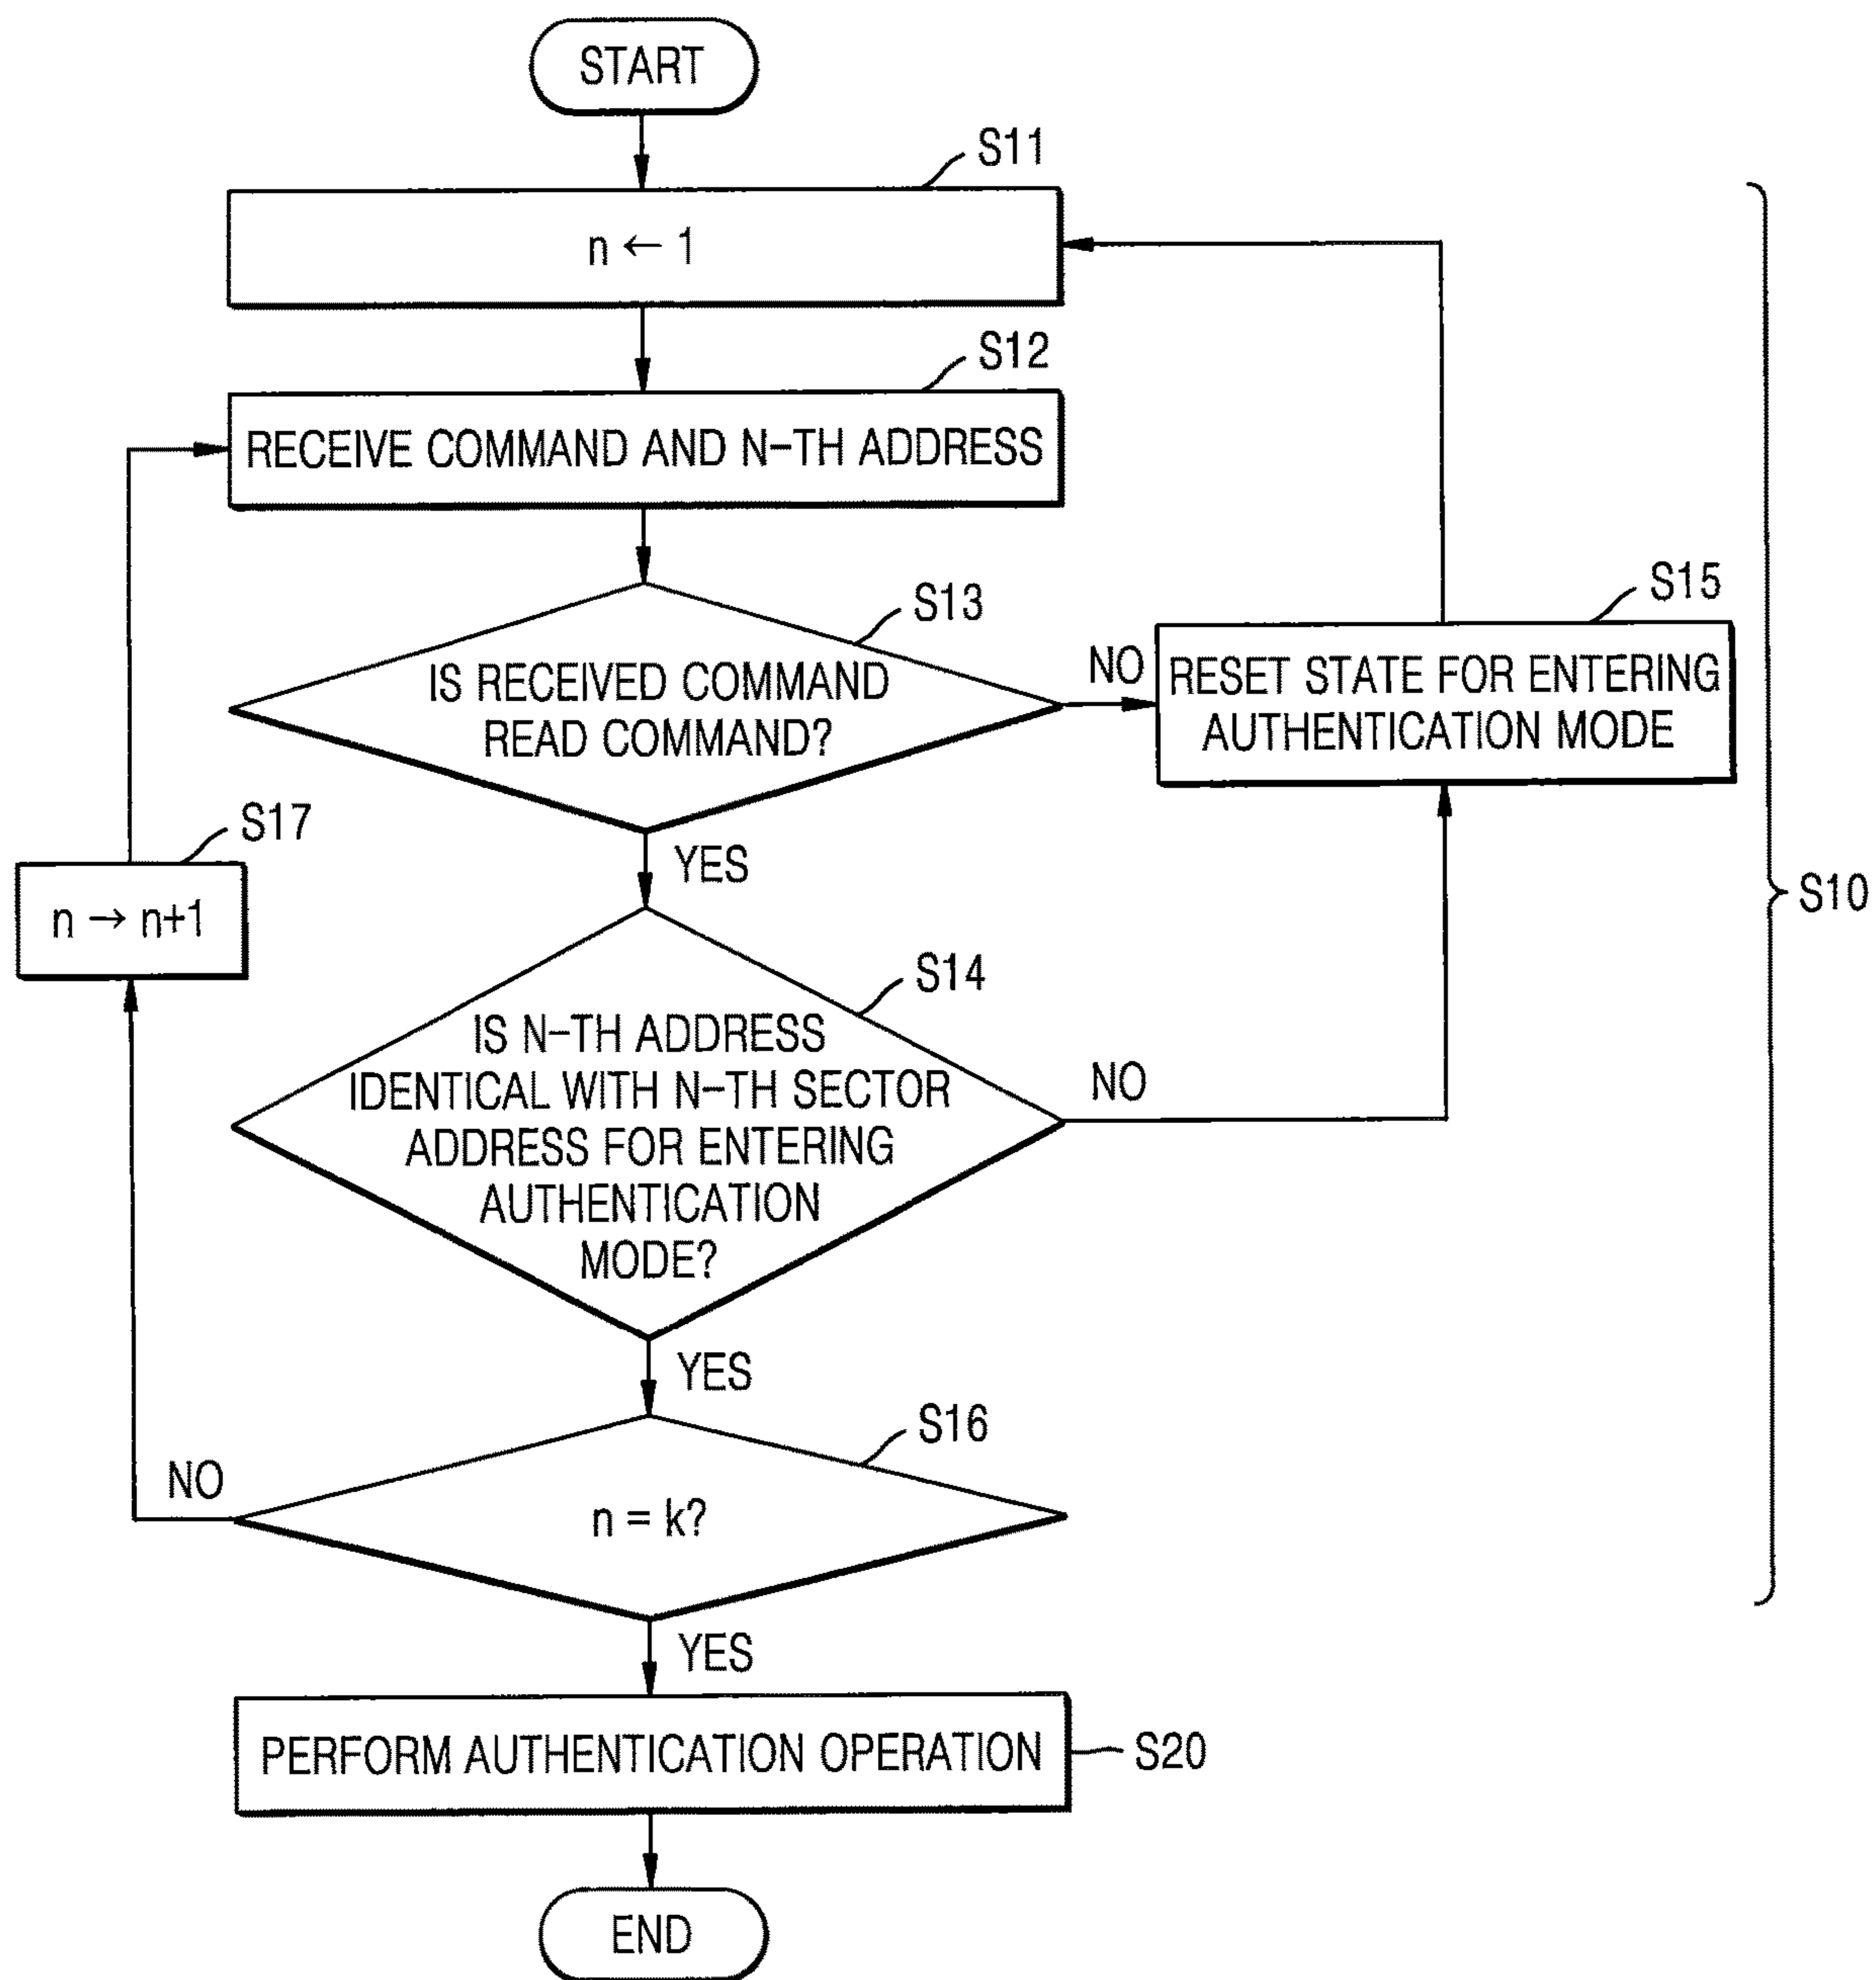 START
S11
n ← 1
S12
RECEIVE COMMAND AND N-TH ADDRESS
S13
IS RECEIVED COMMAND
READ COMMAND?
NO
S15
RESET STATE FOR ENTERING
AUTHENTICATION MODE
YES
S17
n → n+1
S10
S14
IS N-TH ADDRESS
IDENTICAL WITH N-TH SECTOR
ADDRESS FOR ENTERING
AUTHENTICATION
MODE?
NO
YES
S16
n = k?
NO
YES
PERFORM AUTHENTICATION OPERATION
S20
END